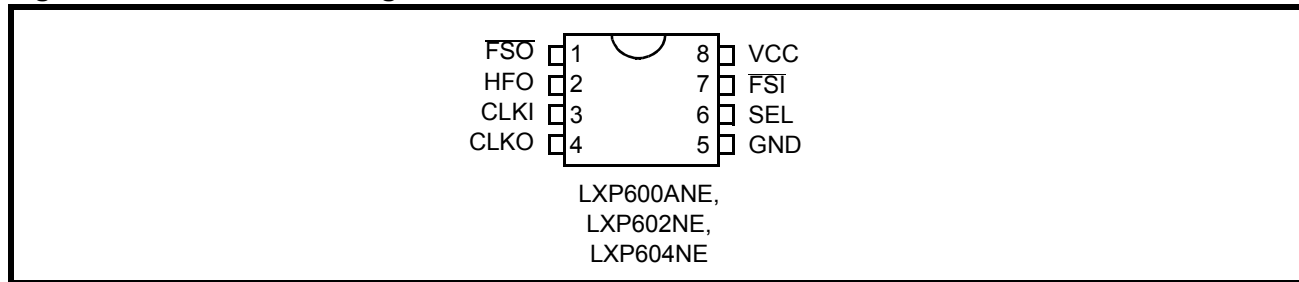 FSO 1 8 VCC
HFO 2 7 FSI
CLKI 3 6 SEL
CLKO 4 5 GND
LXP600ANE,
LXP602NE,
LXP604NE